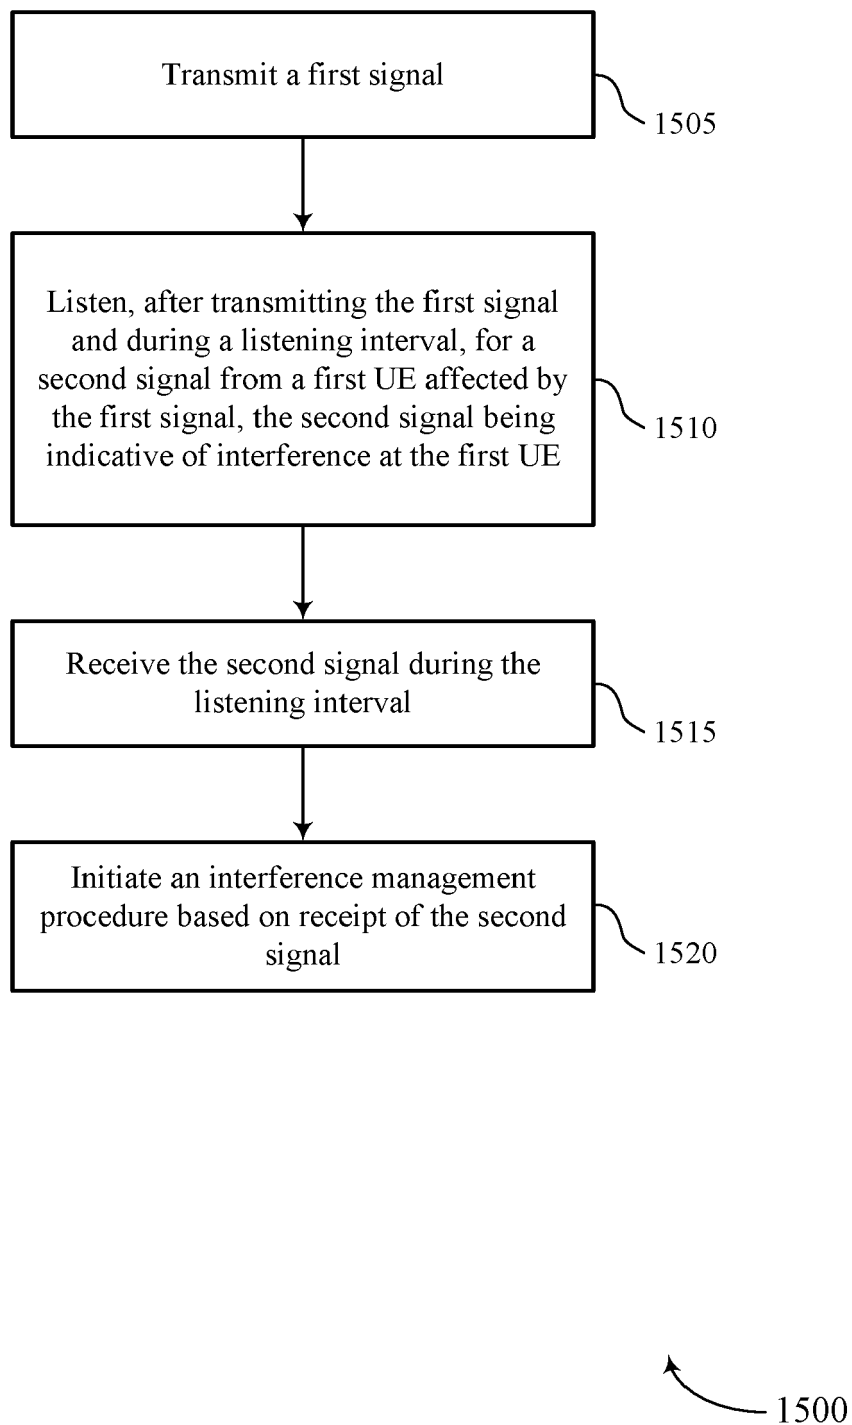 Transmit a first signal
1505
Listen, after transmitting the first signal
and during a listening interval, for a
second signal from a first UE affected by
the first signal, the second signal being
indicative of interference at the first UE
1510
Receive the second signal during the
listening interval
1515
Initiate an interference management
procedure based on receipt of the second
signal
1520
1500